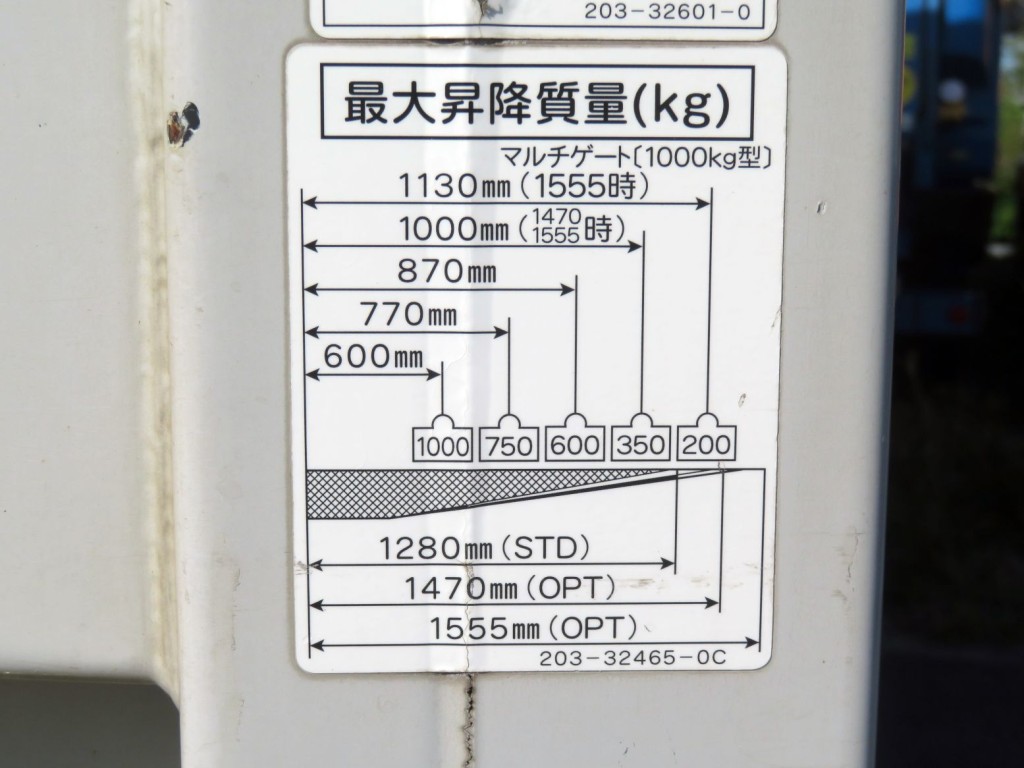 203-32601-0
最大昇降質量(kg)
マルチゲート〔1000kg型〕
1130㎜(1555時)
1000㎜(1470 1555時)
870㎜
770㎜
600㎜
1000 750 600 350 200
1280㎜(STD)
1470㎜(OPT)
1555㎜(OPT)
203-32465-0C